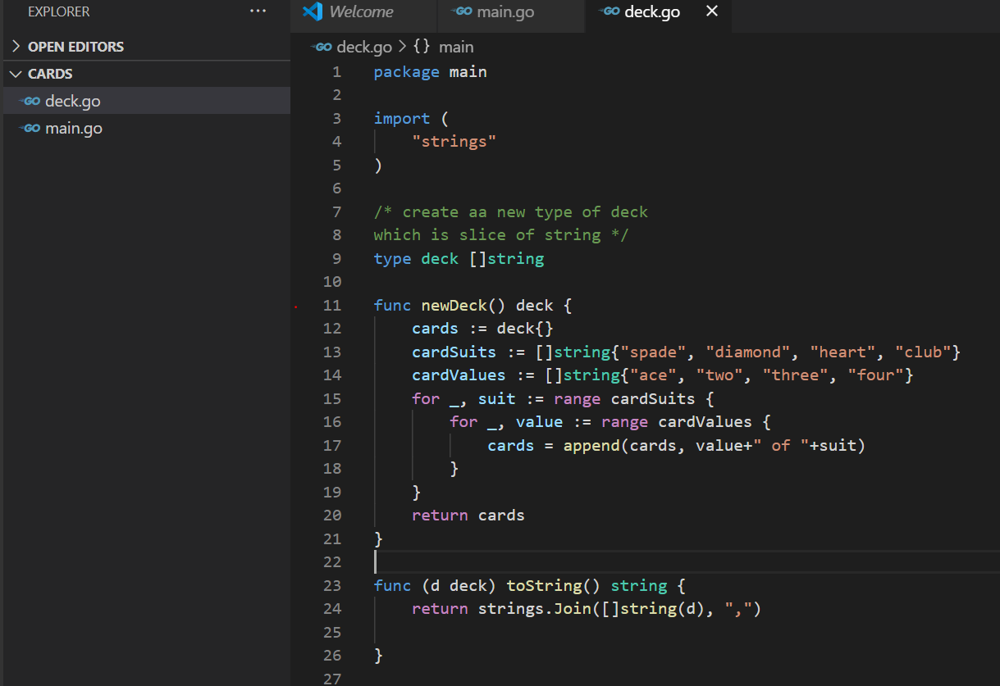 EXPLORER ...
Welcome
GO main.go
GO deck.go ×
OPEN EDITORS
CARDS
GO deck.go
GO main.go
GO deck.go > {} main
1 package main
2
3 import (
4     "strings"
5 )
6
7 /* create aa new type of deck
8 which is slice of string */
9 type deck []string
10
11 func newDeck() deck {
12     cards := deck{}
13     cardSuits := []string{"spade", "diamond", "heart", "club"}
14     cardValues := []string{"ace", "two", "three", "four"}
15     for _, suit := range cardSuits {
16         for _, value := range cardValues {
17             cards = append(cards, value+" of "+suit)
18         }
19     }
20     return cards
21 }
22
23 func (d deck) toString() string {
24     return strings.Join([]string(d), ",")
25
26 }
27